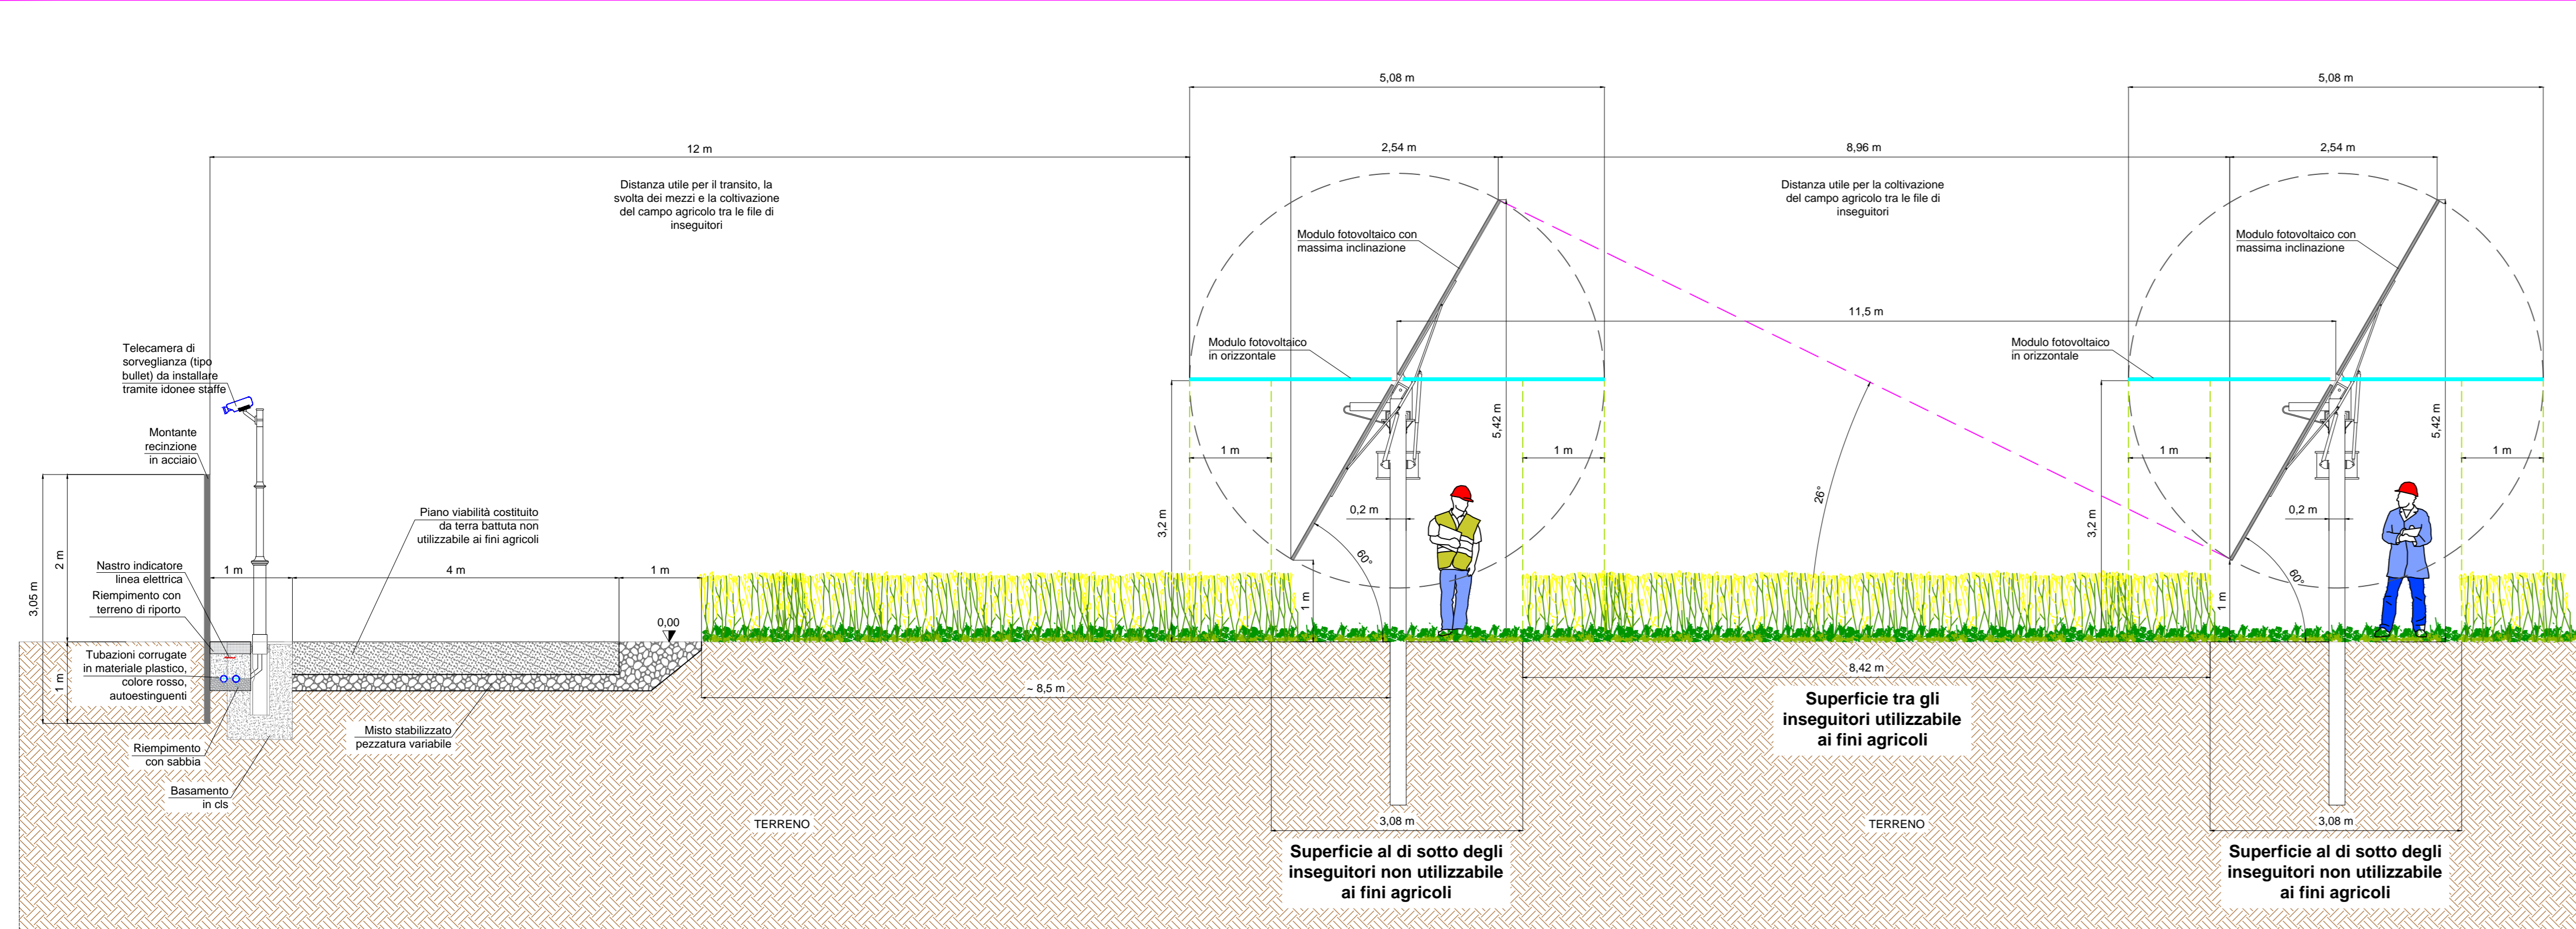 5,08 m
5,08 m
12 m
2,54 m
8,96 m
2,54 m
Distanza utile per il transito, la
svolta dei mezzi e la coltivazione
del campo agricolo tra le file di
inseguitori
Distanza utile per la coltivazione
del campo agricolo tra le file di
inseguitori
Modulo fotovoltaico con
massima inclinazione
Modulo fotovoltaico con
massima inclinazione
11,5 m
Modulo fotovoltaico
in orizzontale
Modulo fotovoltaico
in orizzontale
Telecamera di
sorveglianza (tipo
bullet) da installare
tramite idonee staffe
Montante
recinzione
in acciaio
5,42 m
5,42 m
1 m
1 m
1 m
1 m
3,2 m
3,2 m
26°
0,2 m
0,2 m
60°
60°
1 m
1 m
Piano viabilità costituito
da terra battuta non
utilizzabile ai fini agricoli
3,05 m
2 m
1 m
Nastro indicatore
linea elettrica
Riempimento con
terreno di riporto
1 m
4 m
1 m
0,00
Tubazioni corrugate
in materiale plastico,
colore rosso,
autoestinguenti
~ 8,5 m
8,42 m
Superficie tra gli
inseguitori utilizzabile
ai fini agricoli
Misto stabilizzato
pezzatura variabile
Riempimento
con sabbia
Basamento
in cls
TERRENO
TERRENO
3,08 m
3,08 m
Superficie al di sotto degli
inseguitori non utilizzabile
ai fini agricoli
Superficie al di sotto degli
inseguitori non utilizzabile
ai fini agricoli